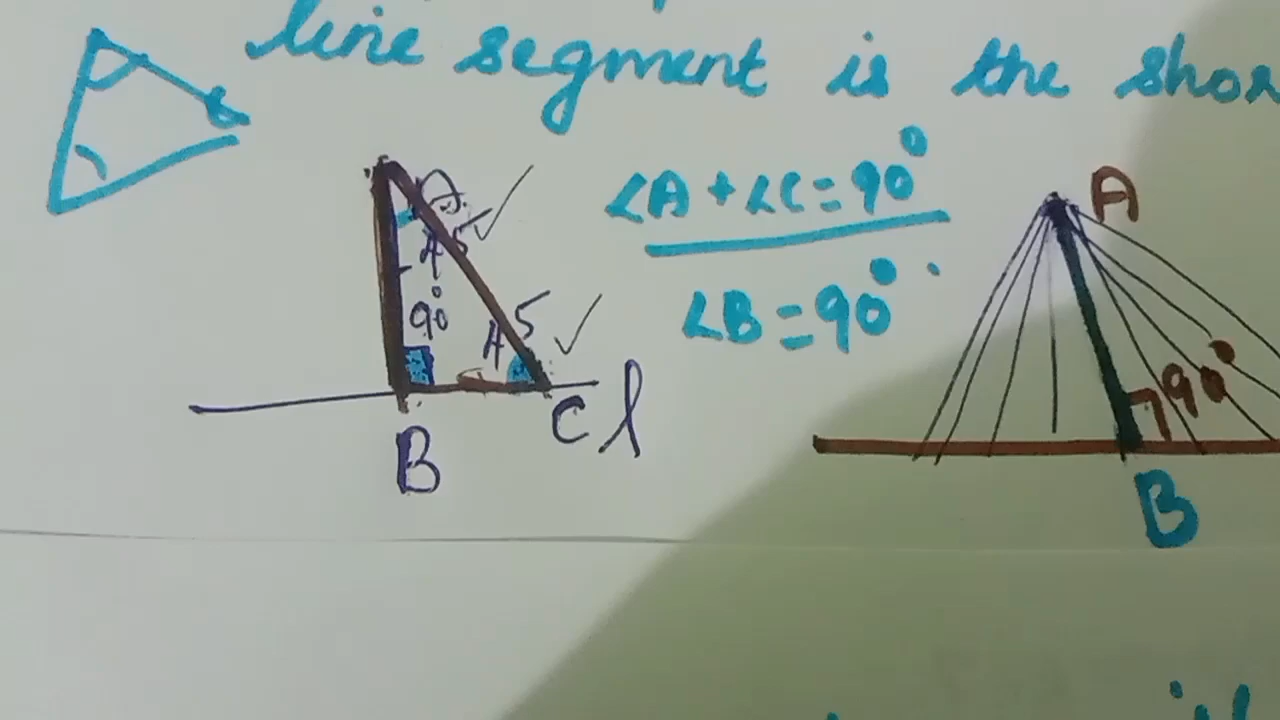 line segment is the shor
∠A + ∠C = 90°
∠B = 90°
A
45
90°
45
B
C l
A
90°
B